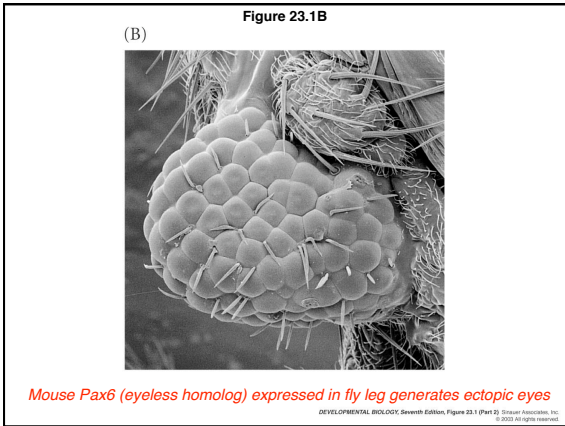 Figure 23.1B
(B)
Mouse Pax6 (eyeless homolog) expressed in fly leg generates ectopic eyes
DEVELOPMENTAL BIOLOGY, Seventh Edition, Figure 23.1 (Part 2) Sinauer Associates, Inc.
© 2003 All rights reserved.